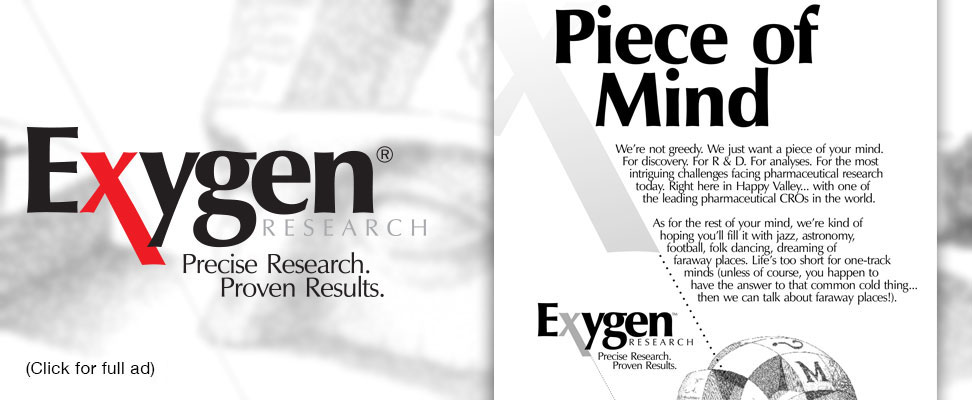 Exygen®
RESEARCH
Precise Research.
Proven Results.
(Click for full ad)
Piece of
Mind
We're not greedy. We just want a piece of your mind.
For discovery. For R & D. For analyses. For the most
intriguing challenges facing pharmaceutical research
today. Right here in Happy Valley... with one of
the leading pharmaceutical CROs in the world.
As for the rest of your mind, we're kind of
hoping you'll fill it with jazz, astronomy,
football, folk dancing, dreaming of
faraway places. Life's too short for one-track
minds (unless of course, you happen to
have the answer to that common cold thing...
then we can talk about faraway places!).
Exygen™
RESEARCH
Precise Research.
Proven Results.
M